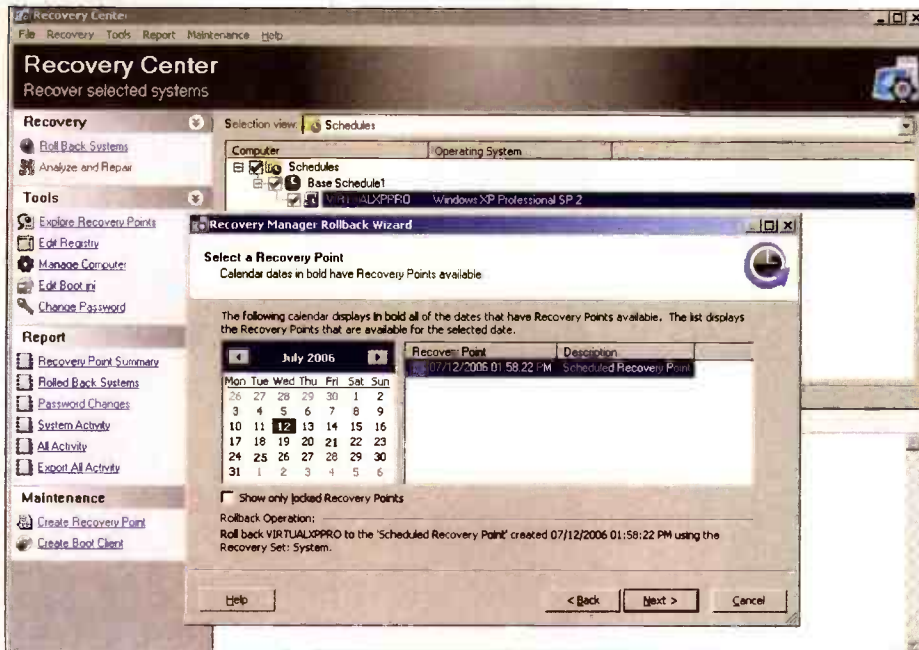 Recovery Center
File Recovery Tools Report Maintenance Help
Recovery Center
Recover selected systems
Recovery
Roll Back Systems
Analyze and Repair
Tools
Explore Recovery Points
Edit Registry
Manage Computer
Edit Boot ini
Change Password
Report
Recovery Point Summary
Rolled Back Systems
Password Changes
System Activity
All Activity
Export All Activity
Maintenance
Create Recovery Point
Create Boot Client
Selection view: Schedules
Computer Operating System
Schedules
Base Schedule1
VIRTUALXPPRO Windows XP Professional SP 2
Recovery Manager Rollback Wizard
Select a Recovery Point
Calendar dates in bold have Recovery Points available
The following calendar displays in bold all of the dates that have Recovery Points available. The list displays
the Recovery Points that are available for the selected date.
July 2006
Mon Tue Wed Thu Fri Sat Sun
26 27 28 29 30 1 2
3 4 5 6 7 8 9
10 11 12 13 14 15 16
17 18 19 20 21 22 23
24 25 26 27 28 29 30
31 1 2 3 4 5 6
Recovery Point Description
07/12/2006 01:58:22 PM Scheduled Recovery Point
Show only locked Recovery Points
Rollback Operation:
Roll back VIRTUALXPPRO to the 'Scheduled Recovery Point' created 07/12/2006 01:58:22 PM using the
Recovery Set: System.
Help
< Back
Next >
Cancel